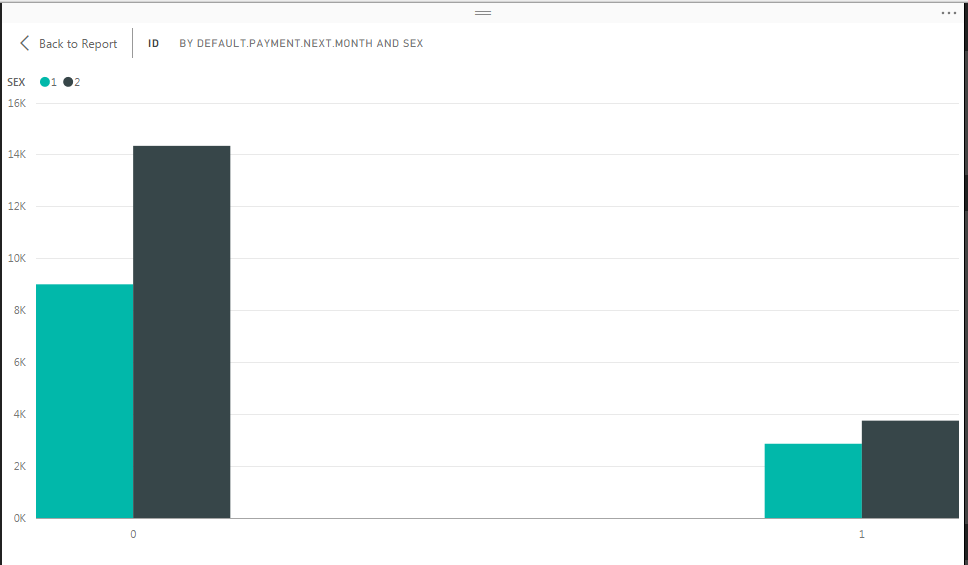 Back to Report ID BY DEFAULT.PAYMENT.NEXT.MONTH AND SEX
SEX 1 2
16K
14K
12K
10K
8K
6K
4K
2K
0K
0 1